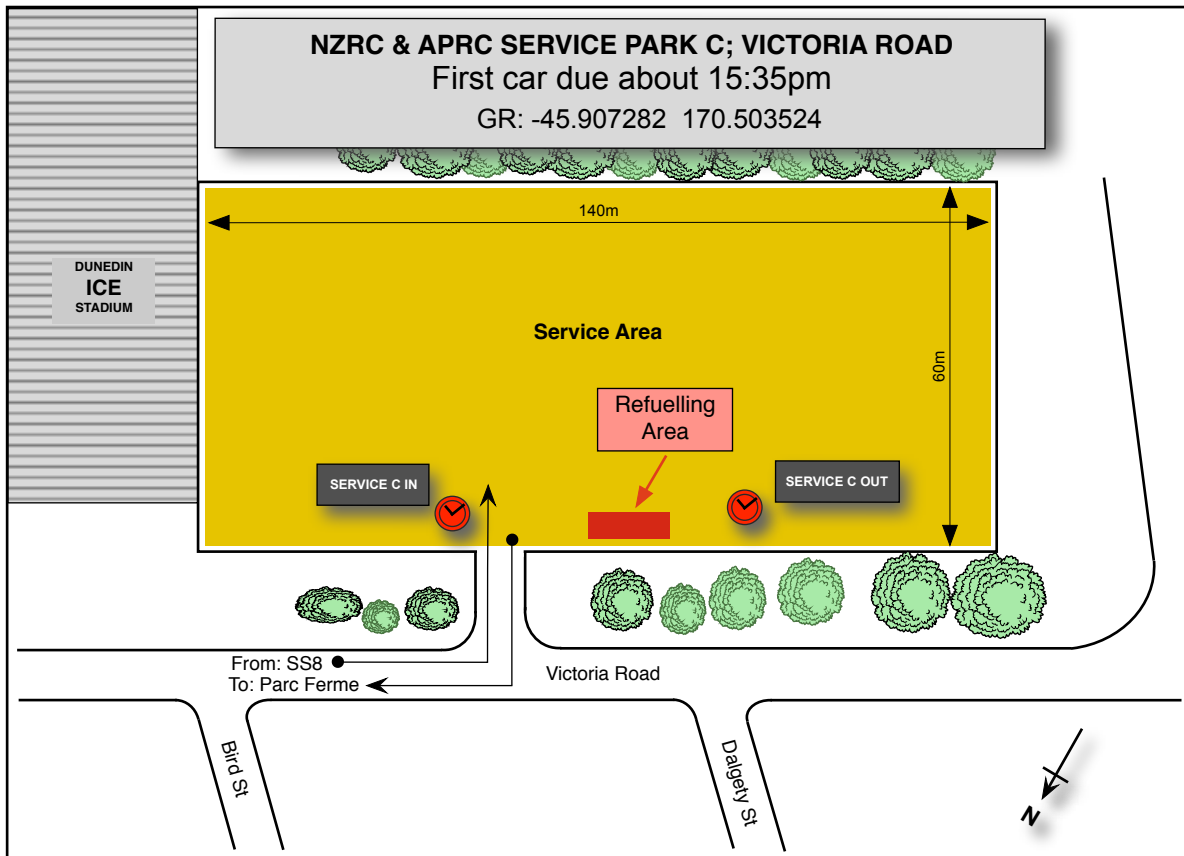 NZRC & APRC SERVICE PARK C; VICTORIA ROAD
First car due about 15:35pm
GR: -45.907282  170.503524
140m
DUNEDIN
ICE
STADIUM
Service Area
60m
Refuelling
Area
SERVICE C IN
SERVICE C OUT
From: SS8
To: Parc Ferme
Victoria Road
Bird St
Dalgety St
N